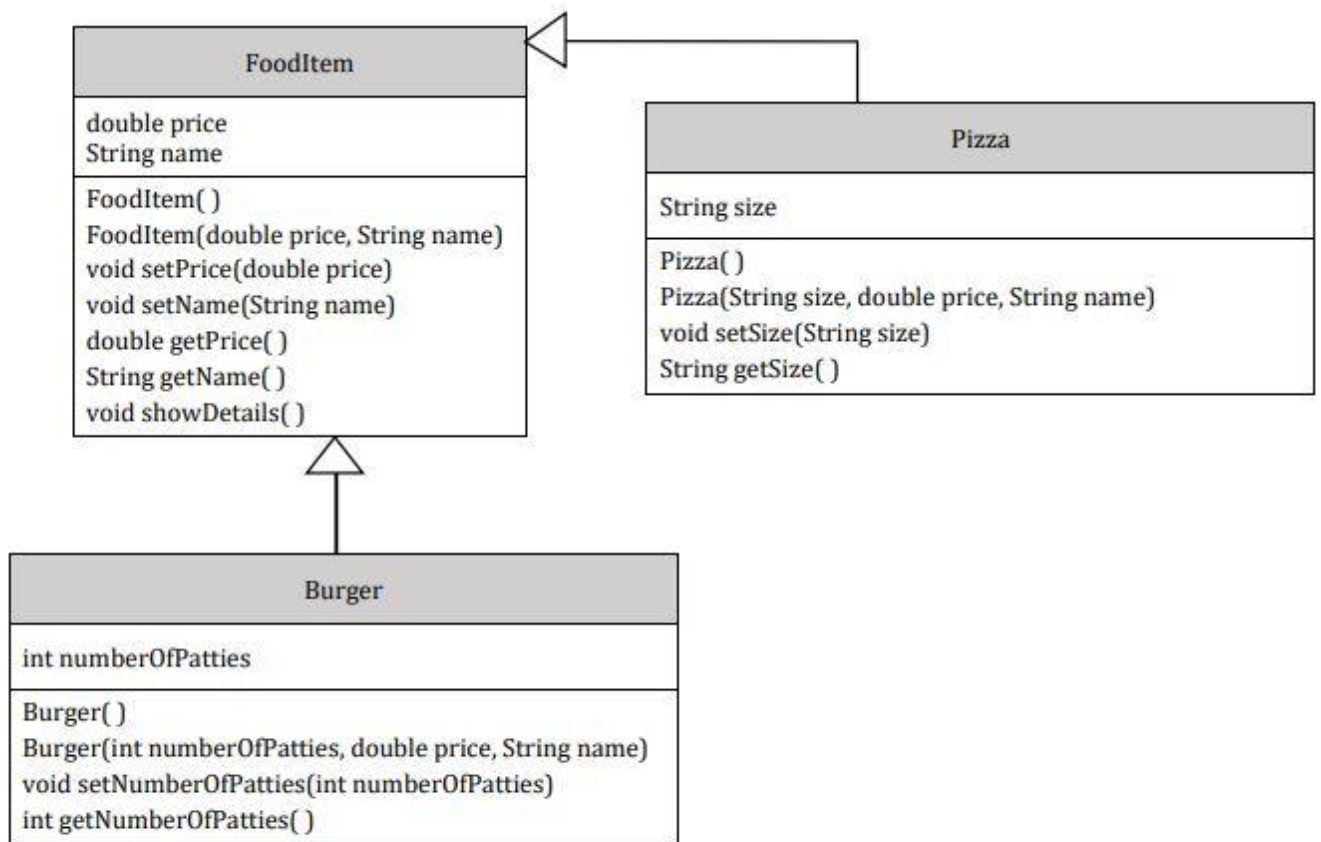 FoodItem
double price
String name
FoodItem( )
FoodItem(double price, String name)
void setPrice(double price)
void setName(String name)
double getPrice( )
String getName( )
void showDetails( )
Pizza
String size
Pizza( )
Pizza(String size, double price, String name)
void setSize(String size)
String getSize( )
Burger
int numberOfPatties
Burger( )
Burger(int numberOfPatties, double price, String name)
void setNumberOfPatties(int numberOfPatties)
int getNumberOfPatties( )